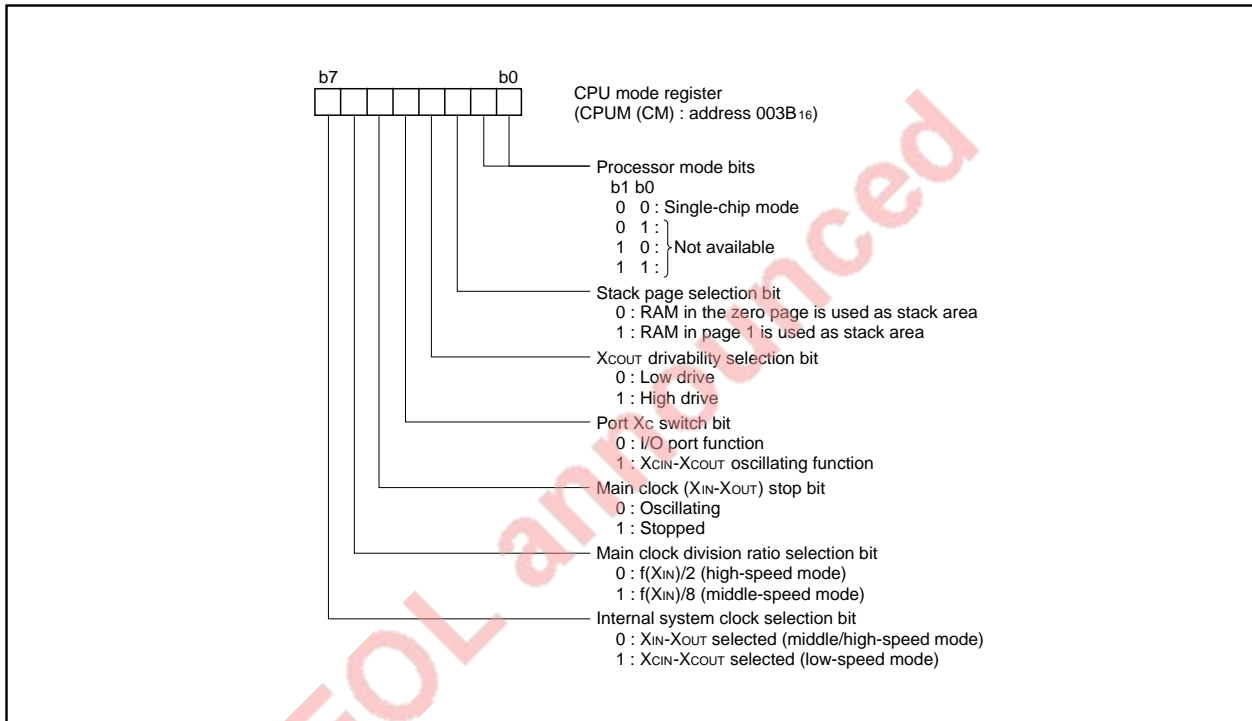 b7 b0
CPU mode register
(CPUM (CM) : address 003B16)
Processor mode bits
b1 b0
0 0 : Single-chip mode
0 1 :
1 0 : Not available
1 1 :
Stack page selection bit
0 : RAM in the zero page is used as stack area
1 : RAM in page 1 is used as stack area
XCOUT drivability selection bit
0 : Low drive
1 : High drive
Port XC switch bit
0 : I/O port function
1 : XCIN-XCOUT oscillating function
Main clock (XIN-XOUT) stop bit
0 : Oscillating
1 : Stopped
Main clock division ratio selection bit
0 : f(XIN)/2 (high-speed mode)
1 : f(XIN)/8 (middle-speed mode)
Internal system clock selection bit
0 : XIN-XOUT selected (middle/high-speed mode)
1 : XCIN-XCOUT selected (low-speed mode)
EOL announced